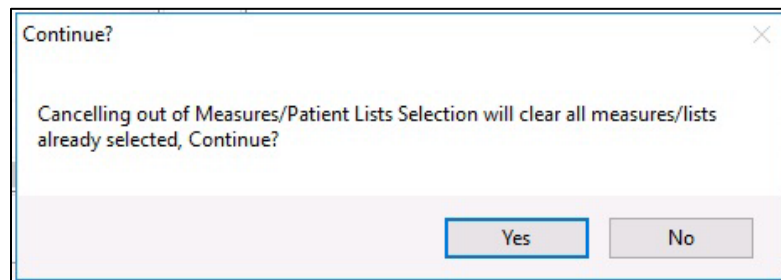 Continue?
Cancelling out of Measures/Patient Lists Selection will clear all measures/lists
already selected, Continue?
Yes
No